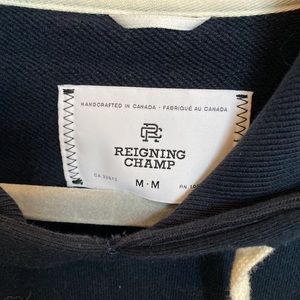 HANDCRAFTED IN CANADA · FABRIQUÉ AU CANADA
RC
REIGNING
CHAMP
M · M